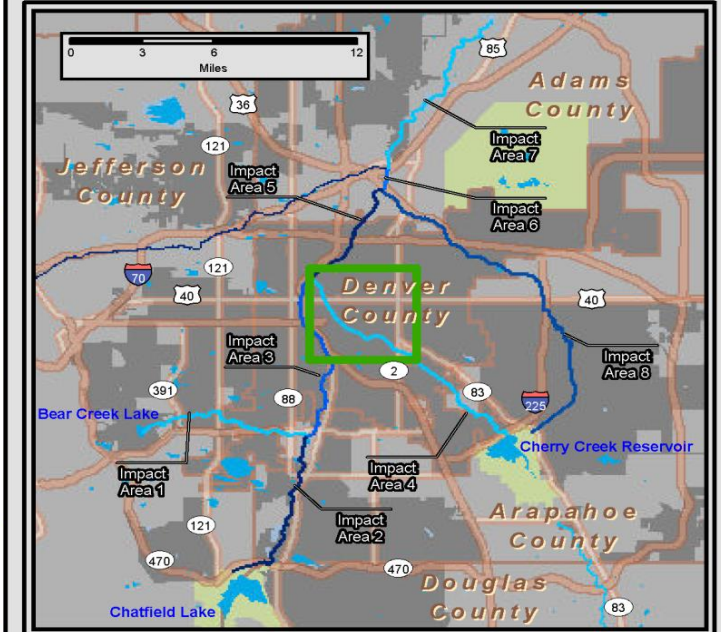 0 3 6 12
Miles
85
Adams
County
36
121
Impact
Area 7
Jefferson
County
Impact
Area 5
Impact
Area 6
70
121
40
Denver
County
40
Impact
Area 3
Impact
Area 8
2
391
88
83
225
Bear Creek Lake
Cherry Creek Reservoir
Impact
Area 1
Impact
Area 4
Impact
Area 2
121
Arapahoe
County
470
470
Douglas
County
Chatfield Lake
83